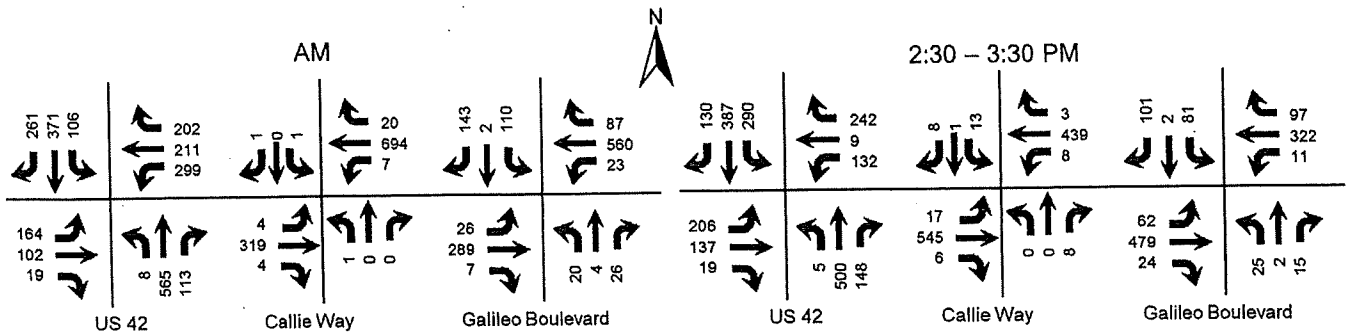 N
AM
2:30 – 3:30 PM
261 371 106
202
211
299
164
102
19
8 565 113
US 42
1 0 1
20
694
7
4
319
4
1 0 0
Callie Way
143 2 110
87
560
23
26
289
7
20 4 26
Galileo Boulevard
130 387 290
242
9
132
206
137
19
5 500 148
US 42
8 1 13
3
439
8
17
545
6
0 0 8
Callie Way
101 2 81
97
322
11
62
479
24
25 2 15
Galileo Boulevard